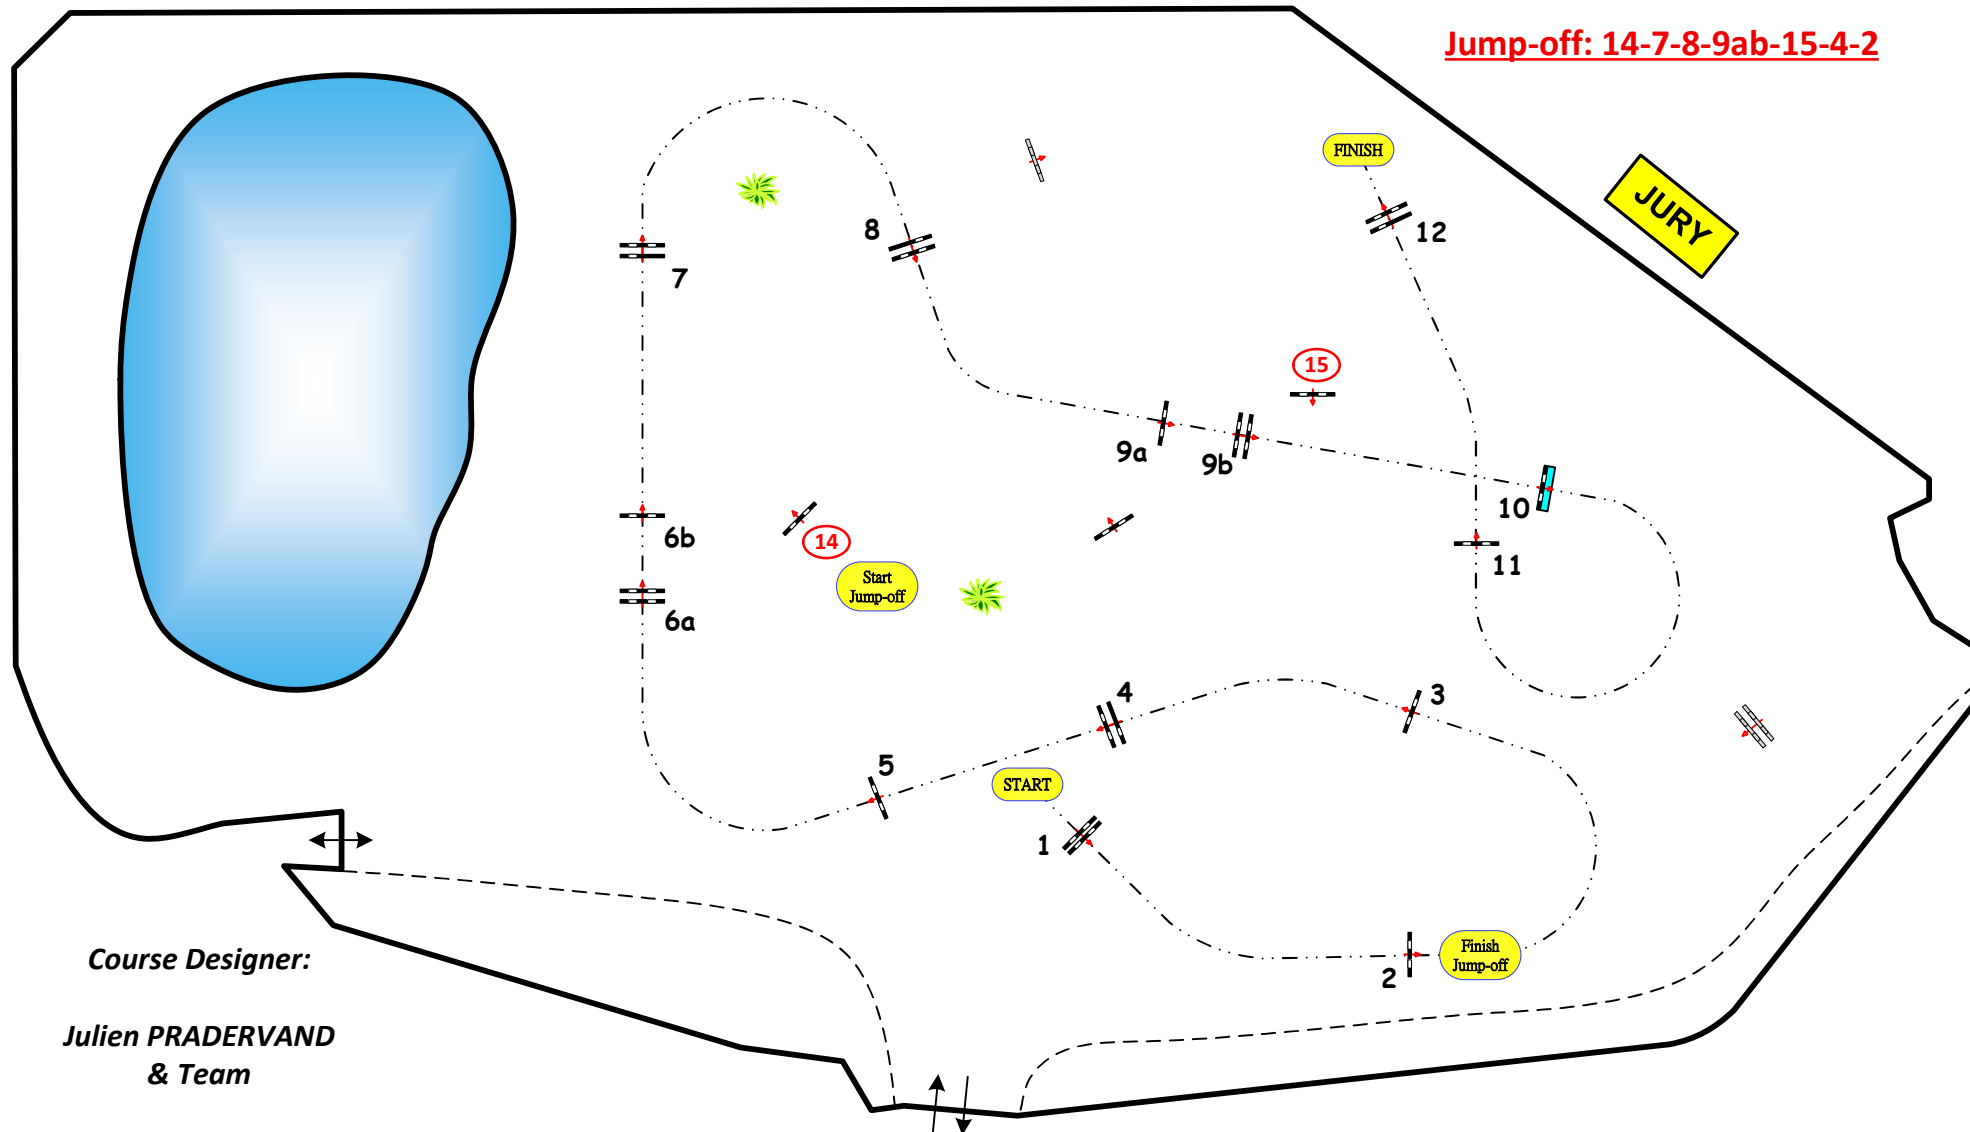 Jump-off: 14-7-8-9ab-15-4-2
FINISH
JURY
12
8
7
15
9a
9b
10
6b
14
11
Start
Jump-off
6a
4
3
5
START
1
2
Finish
Jump-off
Course Designer:
Julien PRADERVAND
& Team